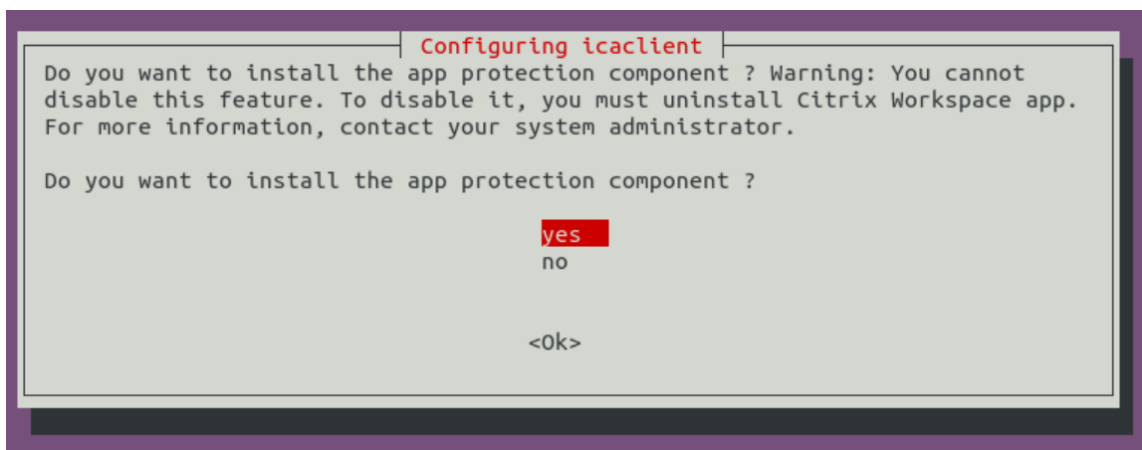 Configuring icaclient
Do you want to install the app protection component ? Warning: You cannot
disable this feature. To disable it, you must uninstall Citrix Workspace app.
For more information, contact your system administrator.
Do you want to install the app protection component ?
yes
no
<Ok>